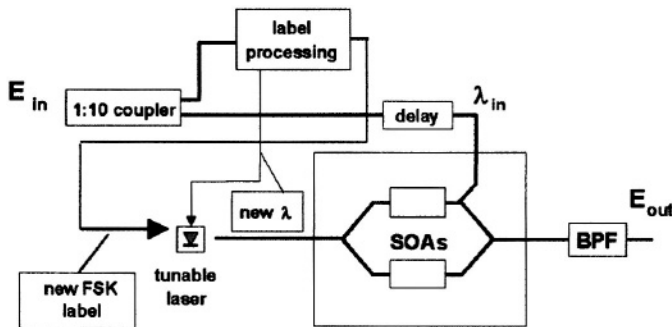 label
processing
E in
1:10 coupler
delay
λ in
new λ
SOAs
E out
BPF
tunable
laser
new FSK
label